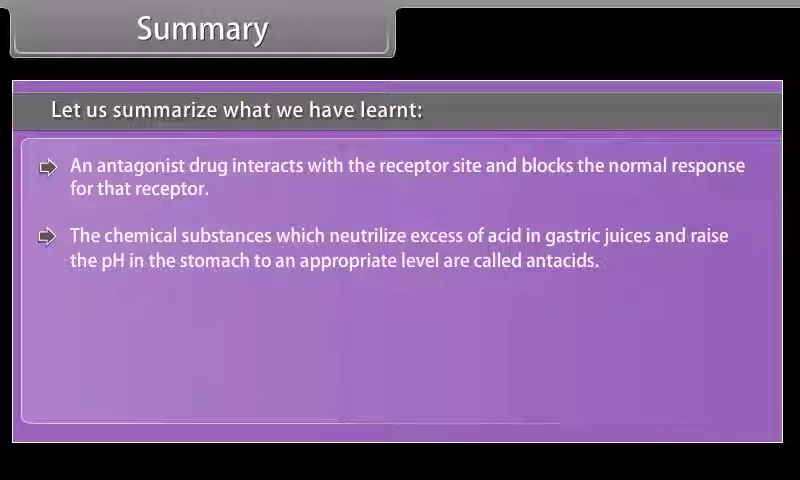 Summary
Let us summarize what we have learnt:
An antagonist drug interacts with the receptor site and blocks the normal response
for that receptor.
The chemical substances which neutrilize excess of acid in gastric juices and raise
the pH in the stomach to an appropriate level are called antacids.